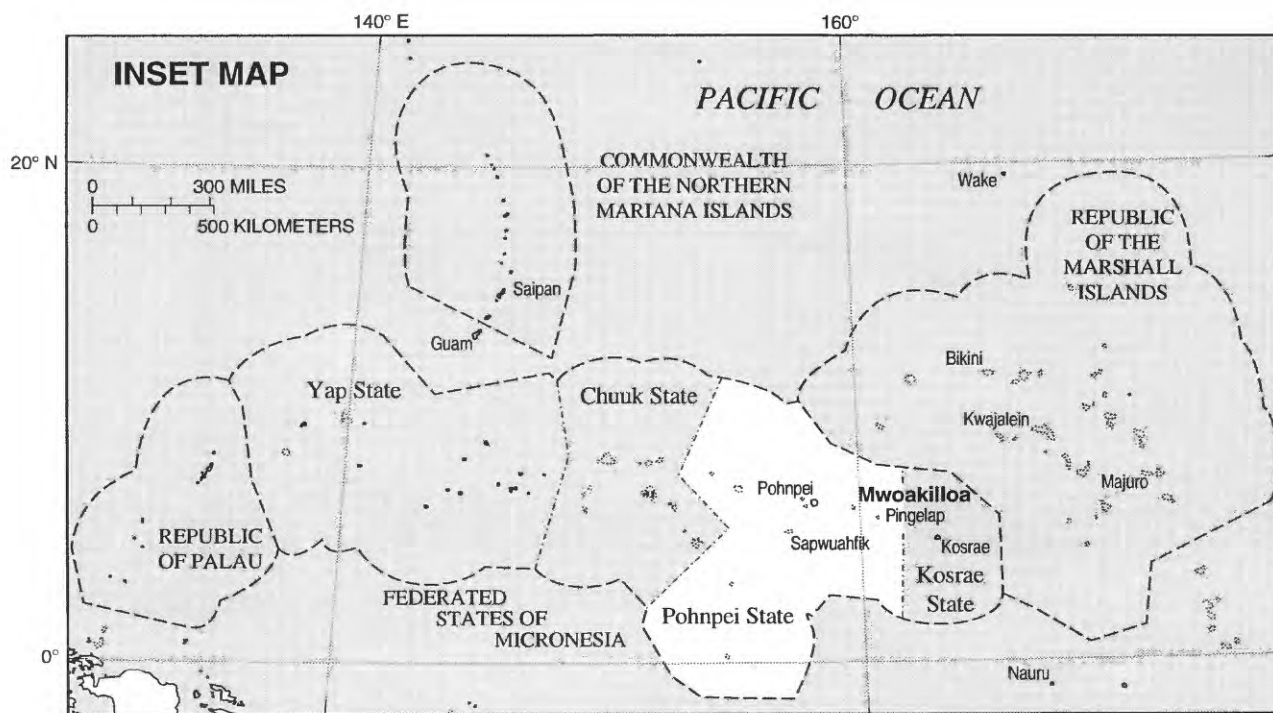 140° E
160°
INSET MAP
PACIFIC OCEAN
20° N
0 300 MILES
0 500 KILOMETERS
COMMONWEALTH
OF THE NORTHERN
MARIANA ISLANDS
Wake
REPUBLIC
OF THE
MARSHALL
ISLANDS
Saipan
Guam
Yap State
Chuuk State
Bikini
Kwajalein
Majuro
Pohnpei
Mwoakilloa
Pingelap
Sapwuahfik
Kosrae
Kosrae
State
REPUBLIC
OF PALAU
FEDERATED
STATES OF
MICRONESIA
Pohnpei State
0°
Nauru